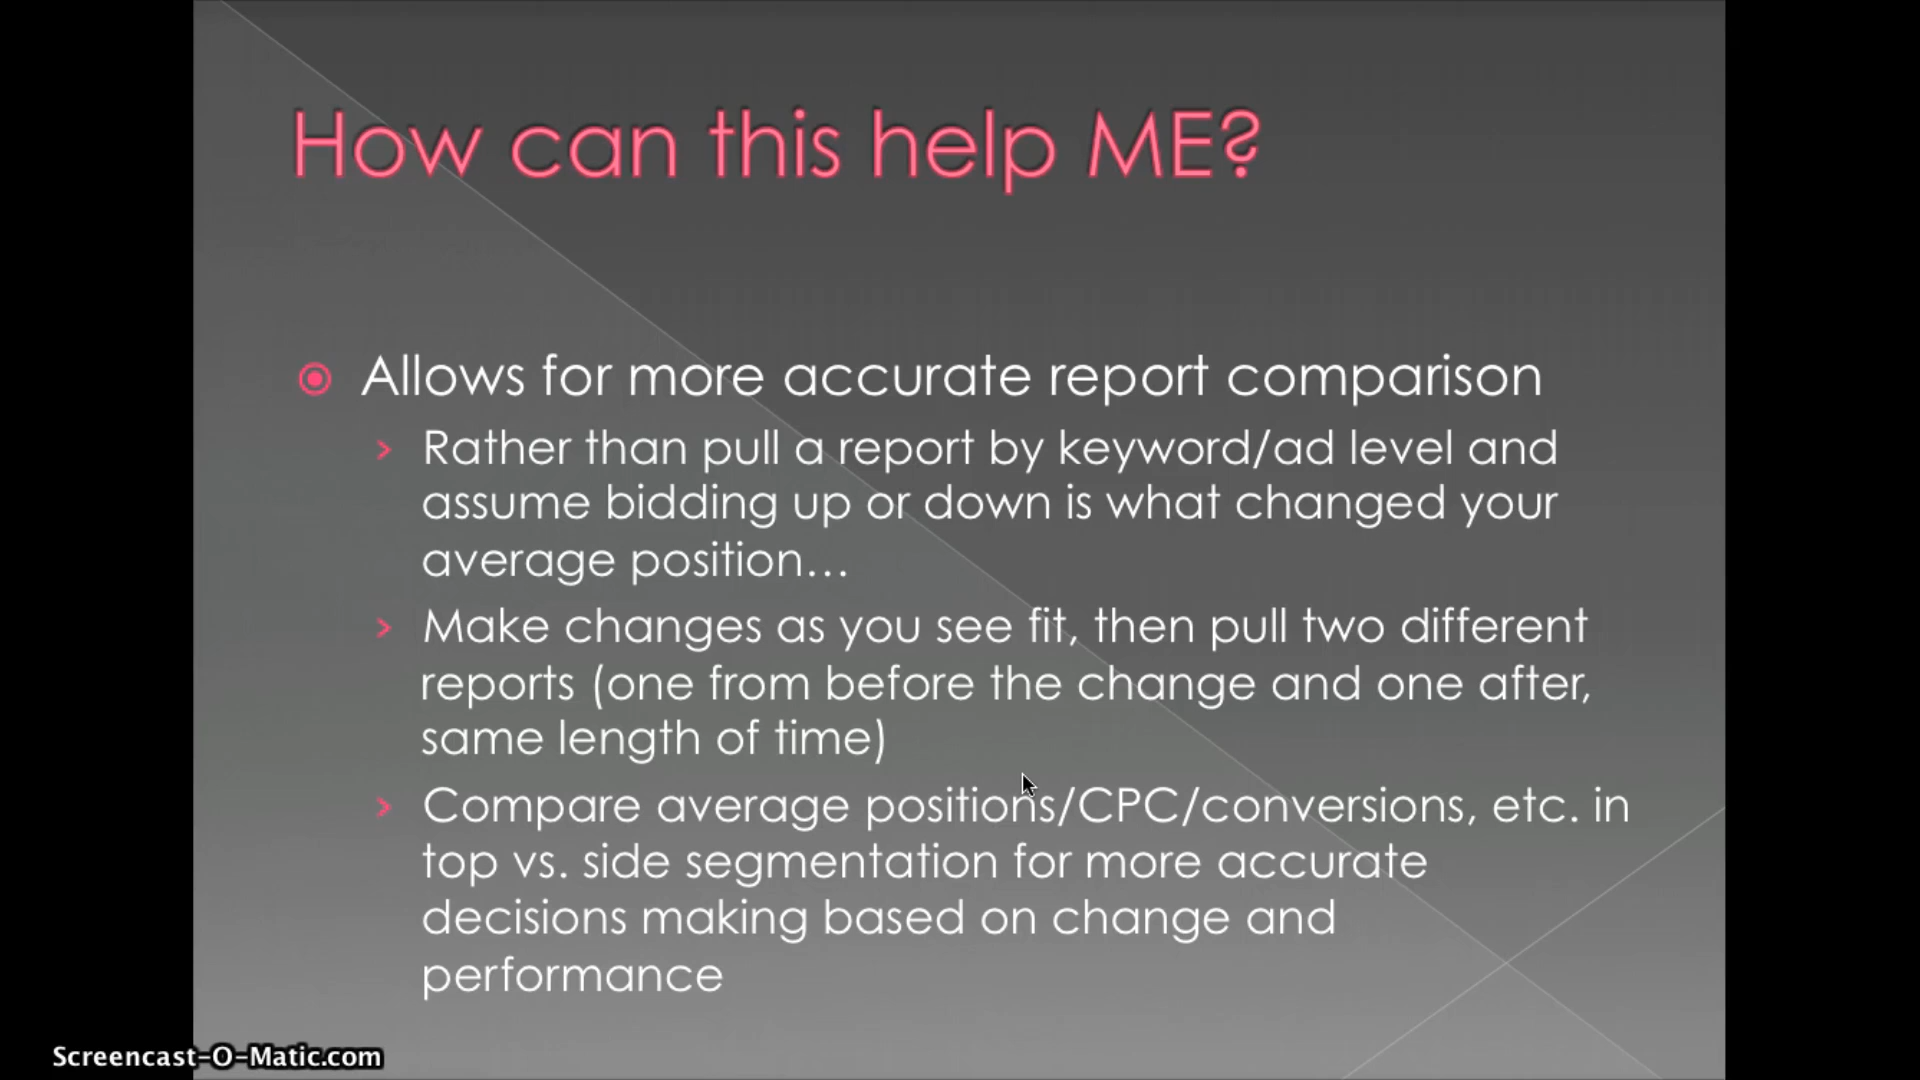 How can this help ME?
Allows for more accurate report comparison
Rather than pull a report by keyword/ad level and
assume bidding up or down is what changed your
average position…
Make changes as you see fit, then pull two different
reports (one from before the change and one after,
same length of time)
Compare average positions/CPC/conversions, etc. in
top vs. side segmentation for more accurate
decisions making based on change and
performance
Screencast-O-Matic.com